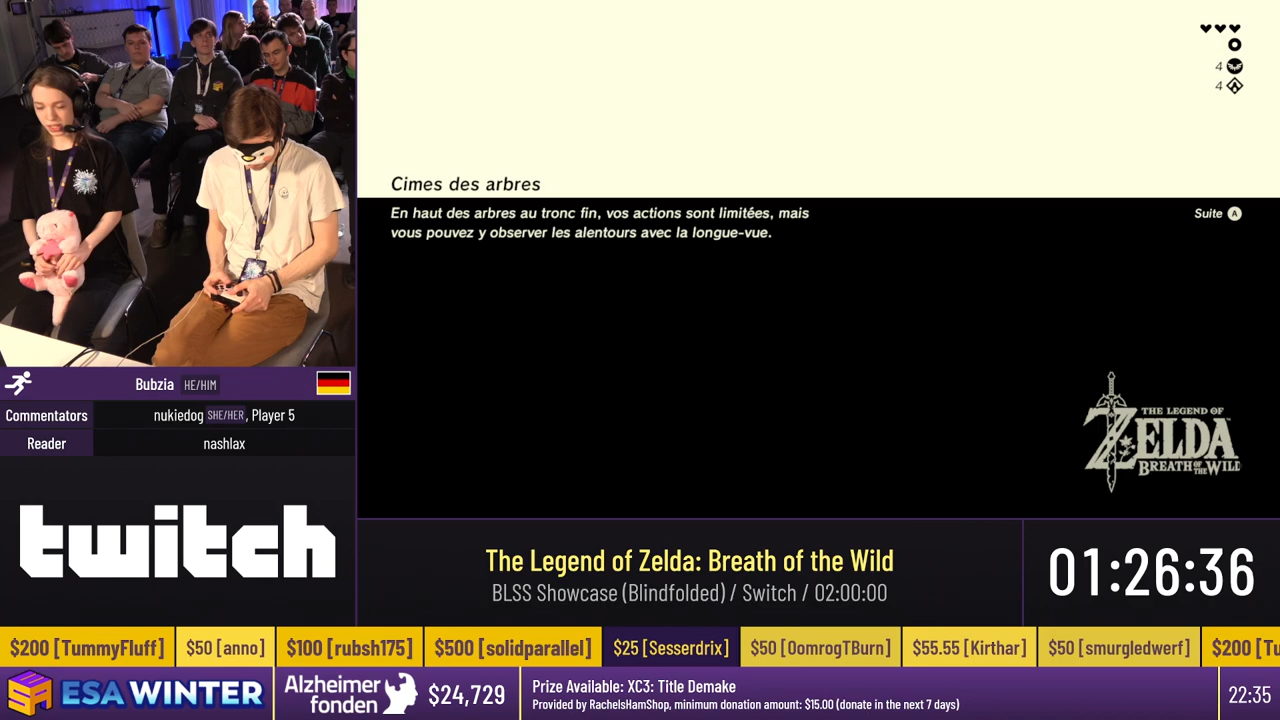 4
4
Cimes des arbres
En haut des arbres au tronc fin, vos actions sont limitées, mais
vous pouvez y observer les alentours avec la longue-vue.
Suite A
THE LEGEND OF
ZELDA
BREATH OF THE WILD
Bubzia HE/HIM
Commentators nukiedog SHE/HER, Player 5
Reader nashlax
twitch
The Legend of Zelda: Breath of the Wild
BLSS Showcase (Blindfolded) / Switch / 02:00:00
01:26:36
$200 [TummyFluff] $50 [anno] $100 [rubsh175] $500 [solidparallel] $25 [Sesserdrix] $50 [OomrogTBurn] $55.55 [Kirthar] $50 [smurgledwerf] $200 [Tu
ESA WINTER
Alzheimer
fonden
$24,729
Prize Available: XC3: Title Demake
Provided by RachelsHamShop, minimum donation amount: $15.00 (donate in the next 7 days)
22:35